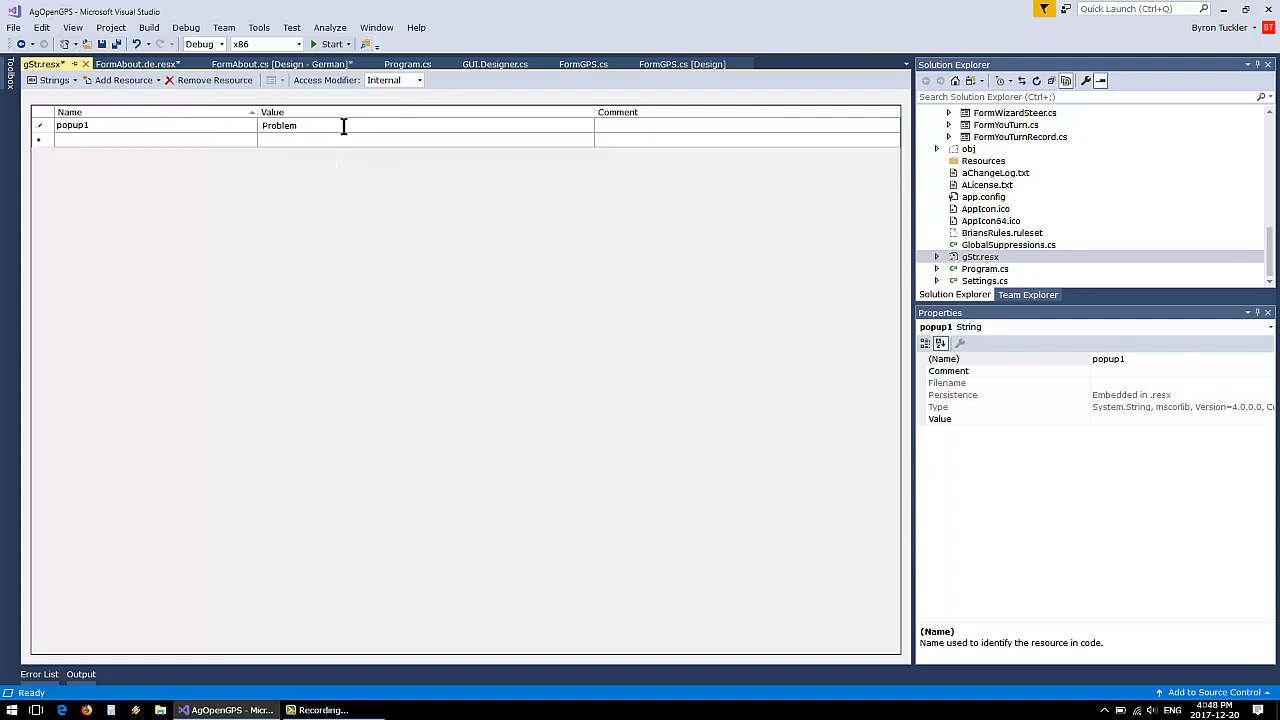 AgOpenGPS - Microsoft Visual Studio
Quick Launch (Ctrl+;)
File Edit View Project Build Debug Team Tools Test Analyze Window Help
Byron Tuckler BT
Debug x86 Start
Toolbox
gStr.resx* FormAbout.de.resx* FormAbout.cs [Design - German]* Program.cs GUI.Designer.cs FormGPS.cs FormGPS.cs [Design]
Strings Add Resource Remove Resource Access Modifier: Internal
Name Value Comment
popup1 Problem
Solution Explorer
Search Solution Explorer (Ctrl+;)
FormWizardSteer.cs
FormYouTurn.cs
FormYouTurnRecord.cs
obj
Resources
aChangeLog.txt
ALicense.txt
app.config
AppIcon.ico
AppIcon64.ico
BriansRules.ruleset
GlobalSuppressions.cs
gStr.resx
Program.cs
Settings.cs
Solution Explorer Team Explorer
Properties
popup1 String
(Name) popup1
Comment
Filename
Persistence Embedded in .resx
Type System.String, mscorlib, Version=4.0.0.0, Cu
Value
(Name)
Name used to identify the resource in code.
Error List Output
Ready
Add to Source Control
AgOpenGPS - Micr... Recording...
4:48 PM
2017-12-20